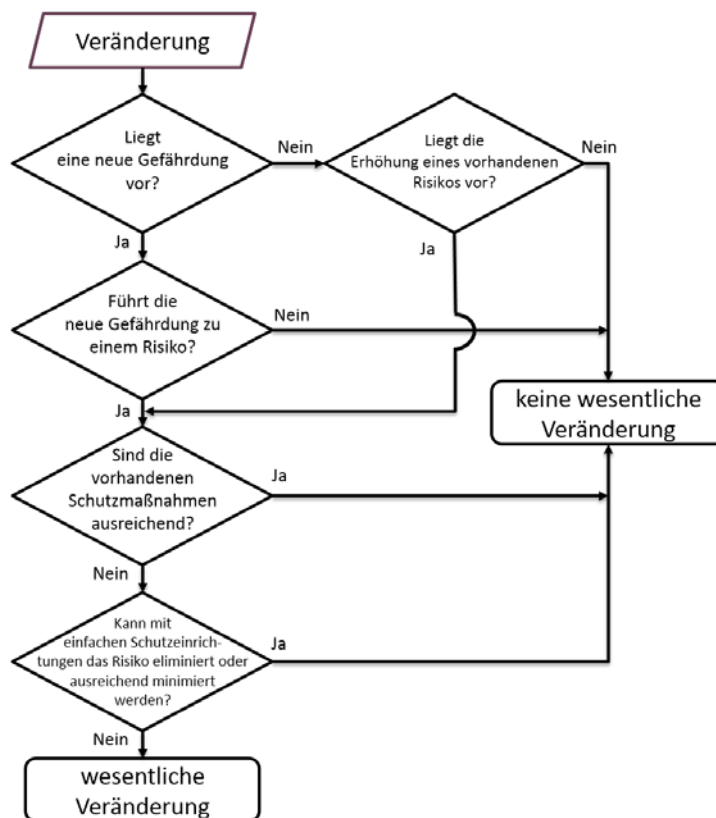 Veränderung
Liegt
eine neue Gefährdung
vor?
Nein
Liegt die
Erhöhung eines vorhandenen
Risikos vor?
Nein
Ja
Ja
Führt die
neue Gefährdung zu
einem Risiko?
Nein
keine wesentliche
Veränderung
Ja
Sind die
vorhandenen
Schutzmaßnahmen
ausreichend?
Ja
Nein
Kann mit
einfachen Schutzeinrich-
tungen das Risiko eliminiert oder
ausreichend minimiert
werden?
Ja
Nein
wesentliche
Veränderung